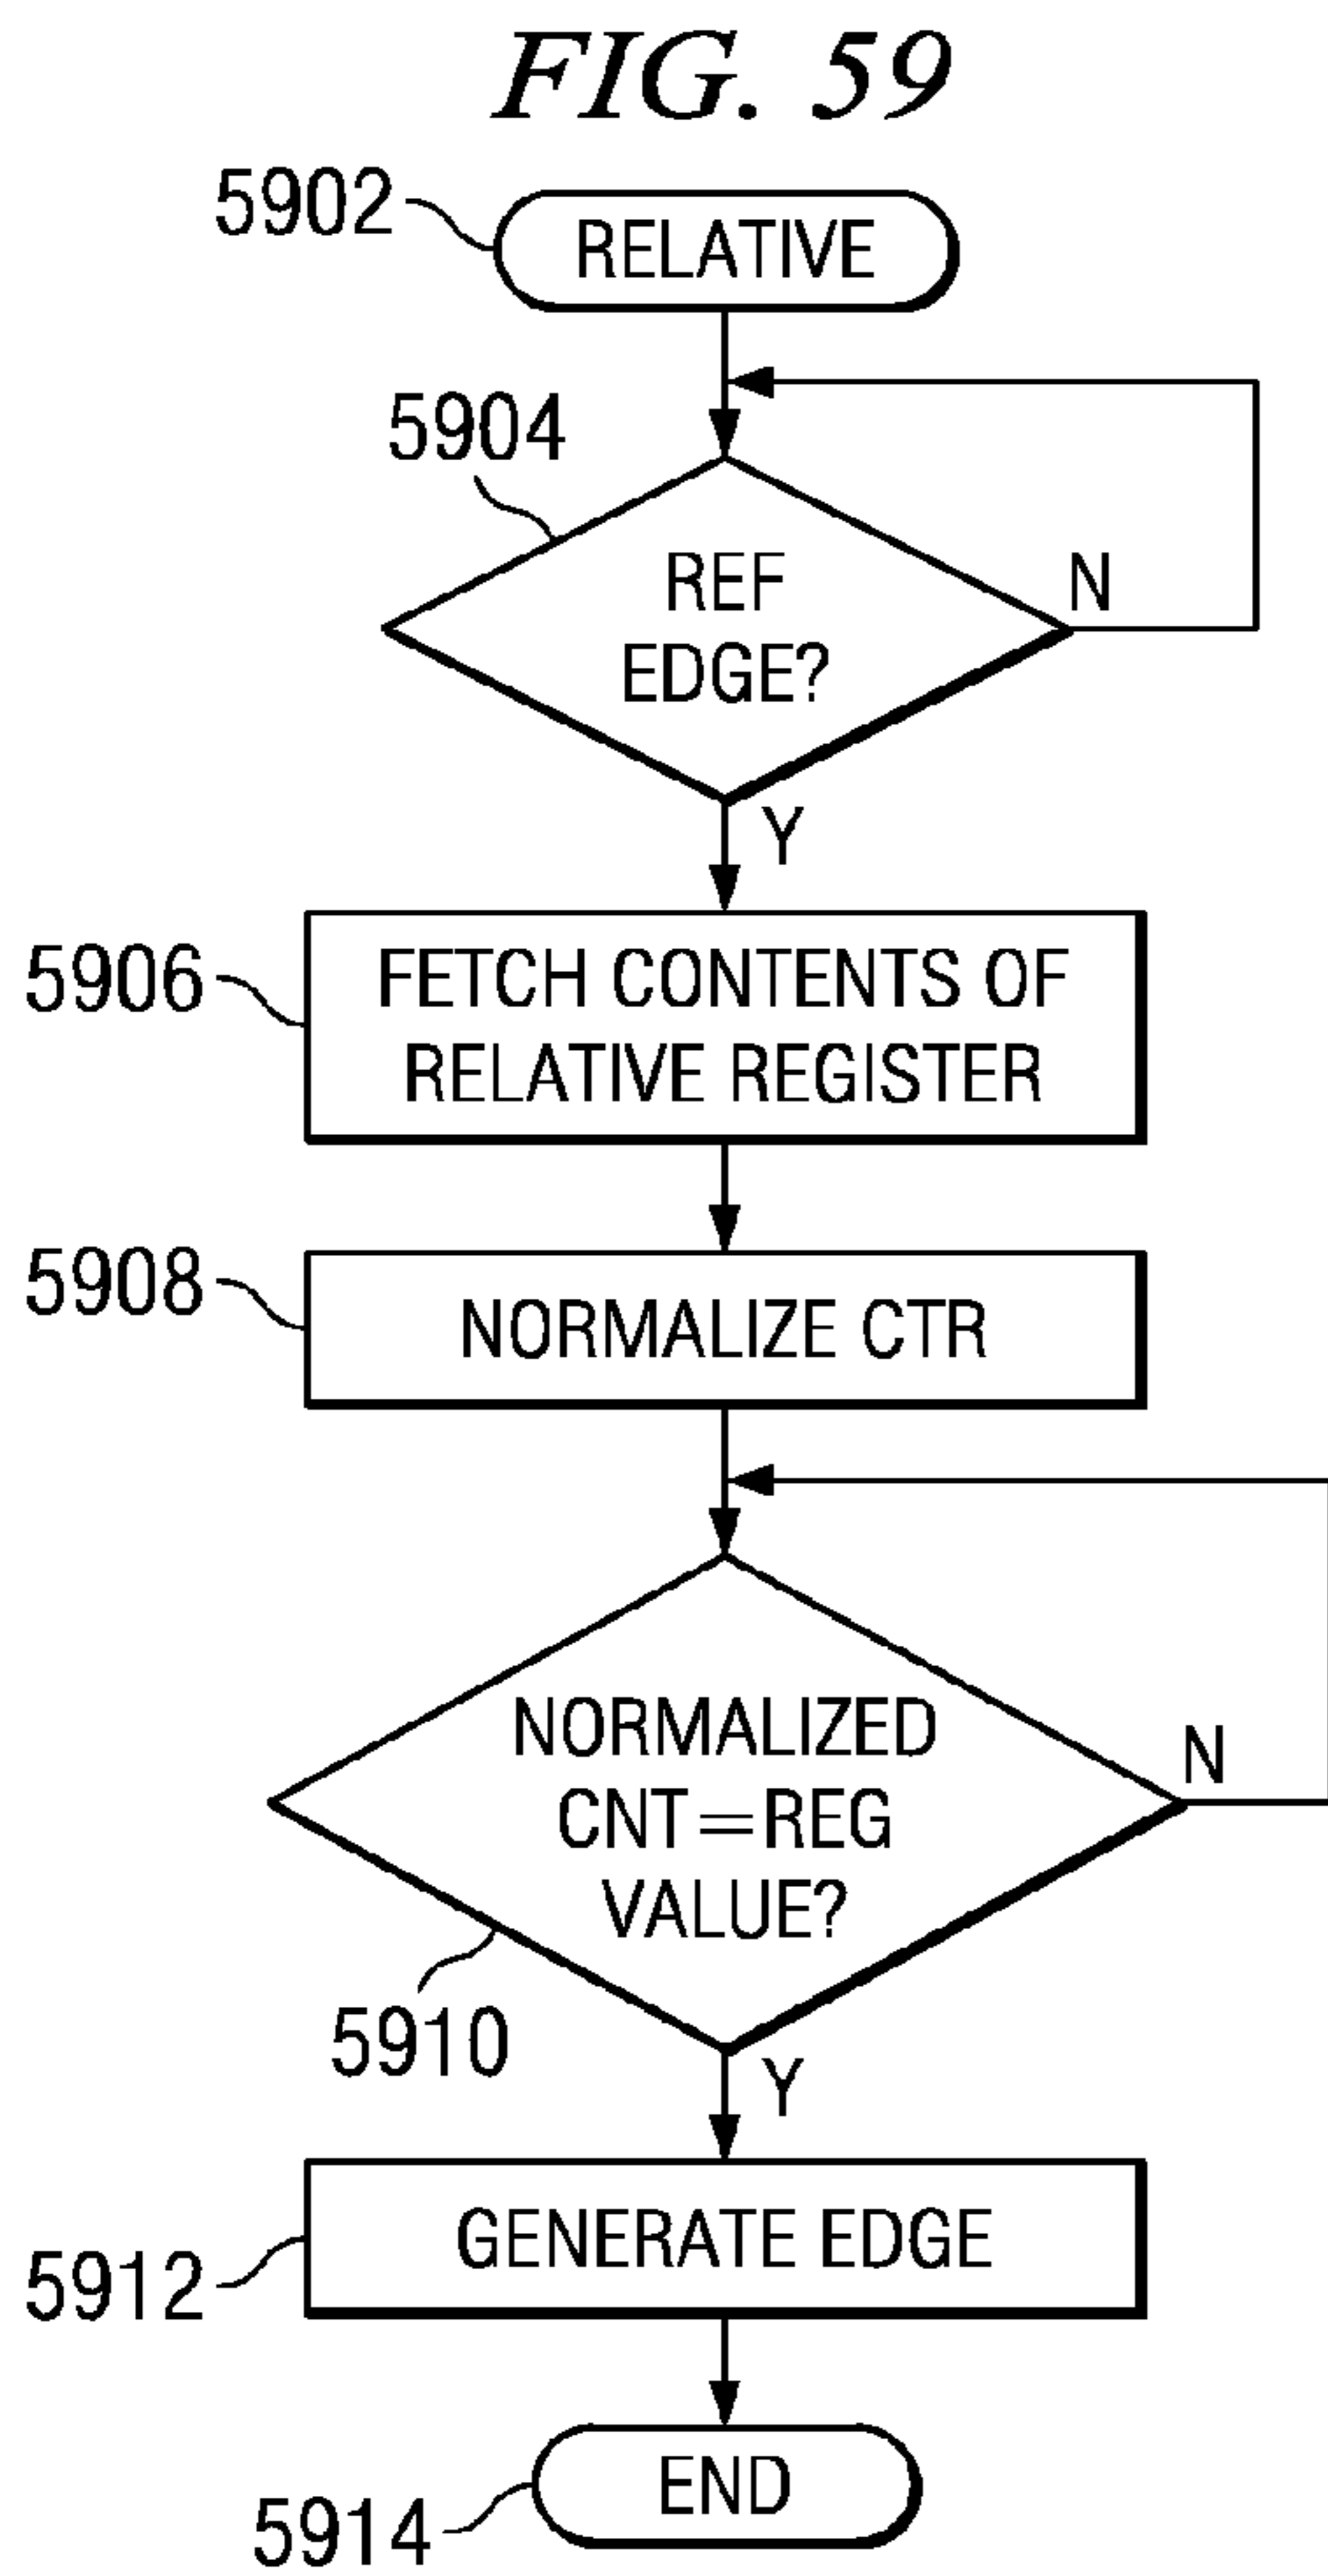 FIG. 59
5902
RELATIVE
5904
REF
EDGE?
N
Y
5906
FETCH CONTENTS OF
RELATIVE REGISTER
5908
NORMALIZE CTR
NORMALIZED
CNT=REG
VALUE?
N
5910
Y
GENERATE EDGE
5912
END
5914